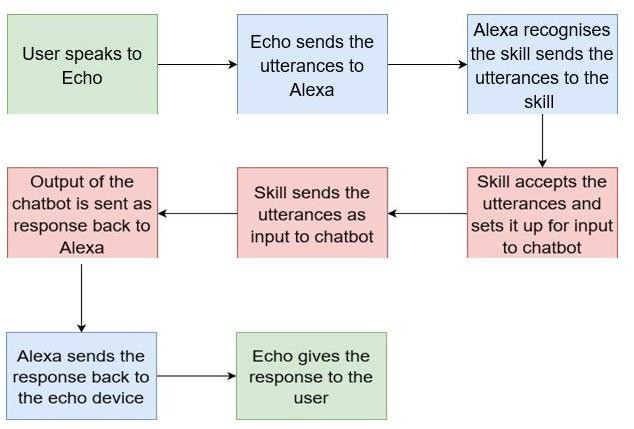 User speaks to
Echo
Echo sends the
utterances to
Alexa
Alexa recognises
the skill sends the
utterances to the
skill
Skill accepts the
utterances and
sets it up for input
to chatbot
Skill sends the
utterances as
input to chatbot
Output of the
chatbot is sent as
response back to
Alexa
Alexa sends the
response back to
the echo device
Echo gives the
response to the
user